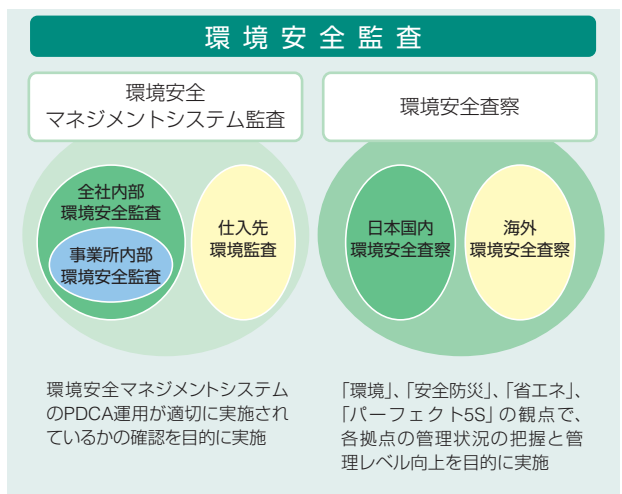 環境安全監査
環境安全
マネジメントシステム監査
環境安全査察
全社内部
環境安全監査
事業所内部
環境安全監査
仕入先
環境監査
日本国内
環境安全査察
海外
環境安全査察
環境安全マネジメントシステム
のPDCA運用が適切に実施され
ているかの確認を目的に実施
「環境」、「安全防災」、「省エネ」、
「パーフェクト5S」の観点で、
各拠点の管理状況の把握と管
理レベル向上を目的に実施